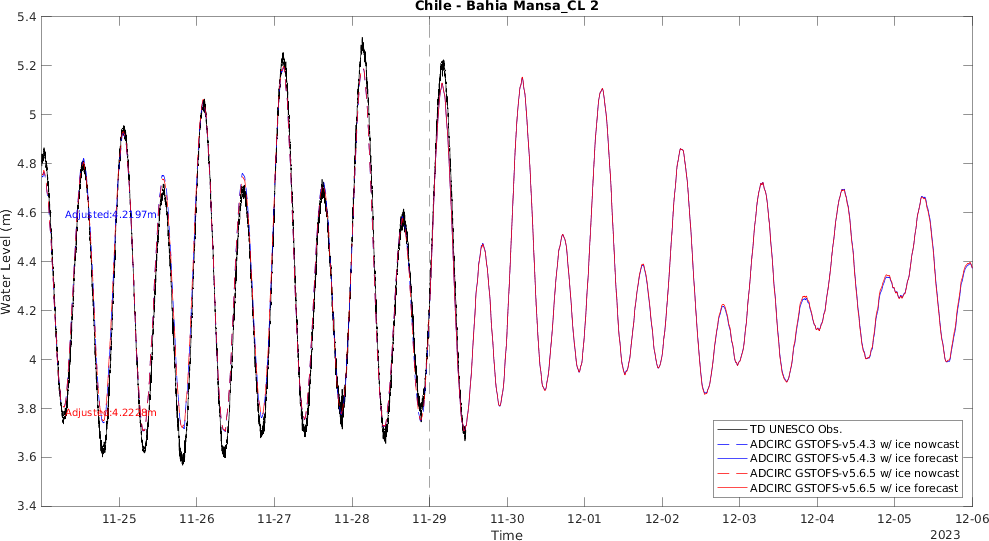 Chile - Bahia Mansa_CL 2
5.4
5.2
5
4.8
4.6
4.4
4.2
4
3.8
3.6
3.4
Water Level (m)
Adjusted:4.2197m
Adjusted:4.2228m
TD UNESCO Obs.
ADCIRC GSTOFS-v5.4.3 w/ ice nowcast
ADCIRC GSTOFS-v5.4.3 w/ ice forecast
ADCIRC GSTOFS-v5.6.5 w/ ice nowcast
ADCIRC GSTOFS-v5.6.5 w/ ice forecast
11-25 11-26 11-27 11-28 11-29 11-30 12-01 12-02 12-03 12-04 12-05 12-06
Time
2023